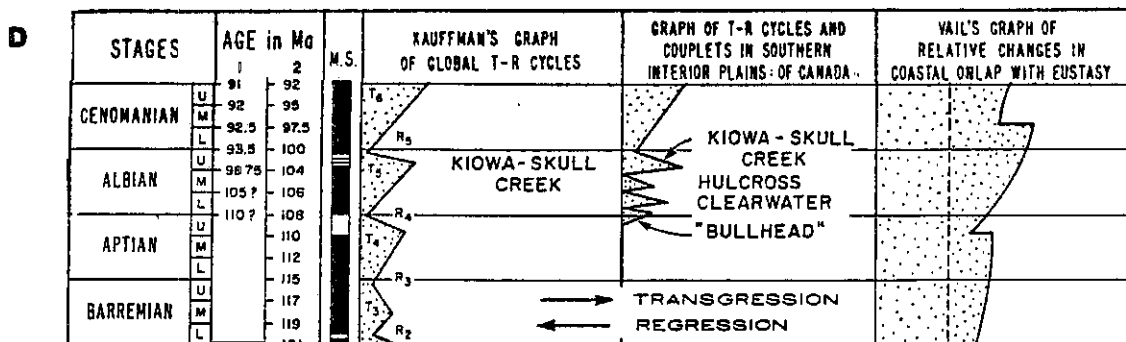 D
STAGES
AGE in Ma
1 2
M.S.
KAUFFMAN'S GRAPH
OF GLOBAL T-R CYCLES
GRAPH OF T-R CYCLES AND
COUPLETS IN SOUTHERN
INTERIOR PLAINS: OF CANADA
VAIL'S GRAPH OF
RELATIVE CHANGES IN
COASTAL ONLAP WITH EUSTASY
CENOMANIAN
U
M
L
ALBIAN
U
M
L
APTIAN
U
M
L
BARREMIAN
U
M
L
91 92
92 95
92.5 97.5
93.5 100
98.75 104
105? 106
110? 108
110
112
115
117
119
T6
R5
T5
R4
T4
R3
T3
R2
KIOWA-SKULL
CREEK
KIOWA-SKULL
CREEK
HULCROSS
CLEARWATER
"BULLHEAD"
TRANSGRESSION
REGRESSION